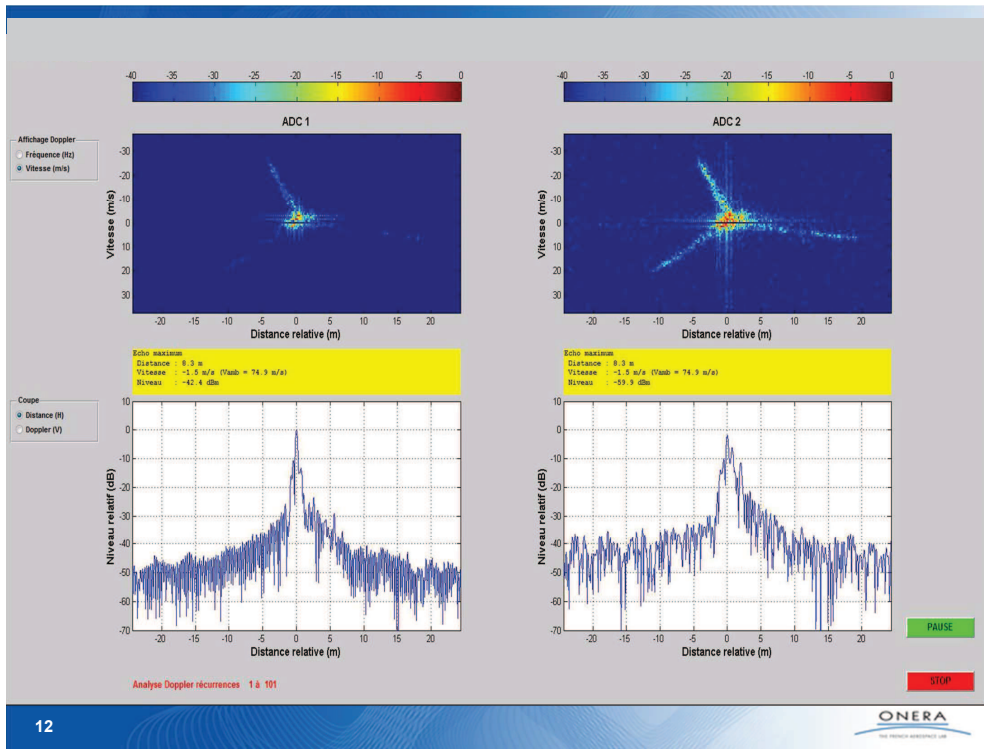 -40 -35 -30 -25 -20 -15 -10 -5 0
ADC 1
-40 -35 -30 -25 -20 -15 -10 -5 0
ADC 2
Affichage Doppler
Fréquence (Hz)
Vitesse (m/s)
Vitesse (m/s)
-30
-20
-10
0
10
20
30
-20 -15 -10 -5 0 5 10 15 20
Distance relative (m)
Vitesse (m/s)
-30
-20
-10
0
10
20
30
-20 -15 -10 -5 0 5 10 15 20
Distance relative (m)
Echo maximum
Distance : 8.3 m
Vitesse : -1.5 m/s (Vamb = 74.9 m/s)
Niveau : -42.4 dBm
Echo maximum
Distance : 8.3 m
Vitesse : -1.5 m/s (Vamb = 74.9 m/s)
Niveau : -59.9 dBm
Coupe
Distance (H)
Doppler (V)
Niveau relatif (dB)
10
0
-10
-20
-30
-40
-50
-60
-70
-20 -15 -10 -5 0 5 10 15 20
Distance relative (m)
Niveau relatif (dB)
10
0
-10
-20
-30
-40
-50
-60
-70
-20 -15 -10 -5 0 5 10 15 20
Distance relative (m)
PAUSE
STOP
Analyse Doppler récurrences 1 à 101
12
ONERA
THE FRENCH AEROSPACE LAB